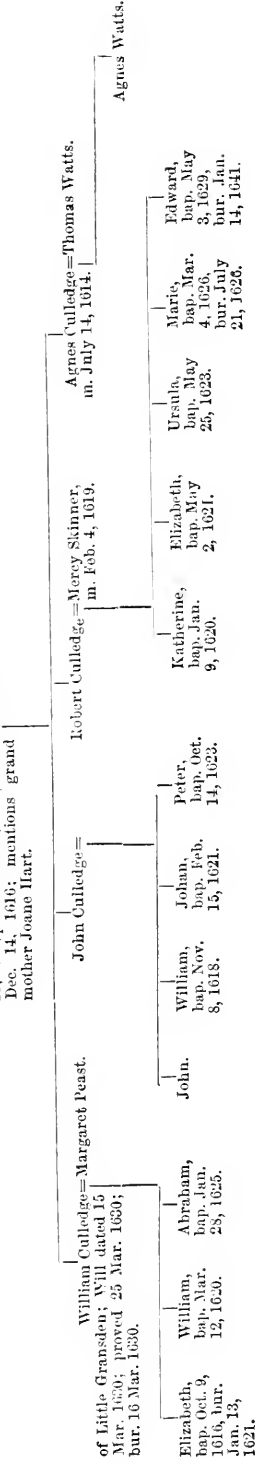 Dec. 14, 1616; mentions grand
mother Joane Hart.
William Culledge=Margaret Peast.
of Little Gransden; Will dated 15
Mar. 1630; proved 25 Mar. 1630;
bur. 16 Mar. 1630.
John Culledge=
Robert Culledge=Mercy Skinner,
m. Feb. 4, 1619.
Agnes Culledge=Thomas Watts.
m. July 14, 1614.
Elizabeth,
bap. Oct. 9,
1616, bur.
Jan. 13,
1621.
William,
bap. Mar.
12, 1620.
Abraham,
bap. Jan.
28, 1625.
John.
William,
bap. Nov.
8, 1618.
Johan,
bap. Feb.
15, 1621.
Peter,
bap. Oct.
14, 1623.
Katherine,
bap. Jan.
9, 1620.
Elizabeth,
bap. May
2, 1621.
Ursula,
bap. May
25, 1623.
Marie,
bap. Mar.
4, 1626,
bur. July
21, 1626.
Edward,
bap. May
3, 1629,
bur. Jan.
14, 1641.
Agnes Watts.